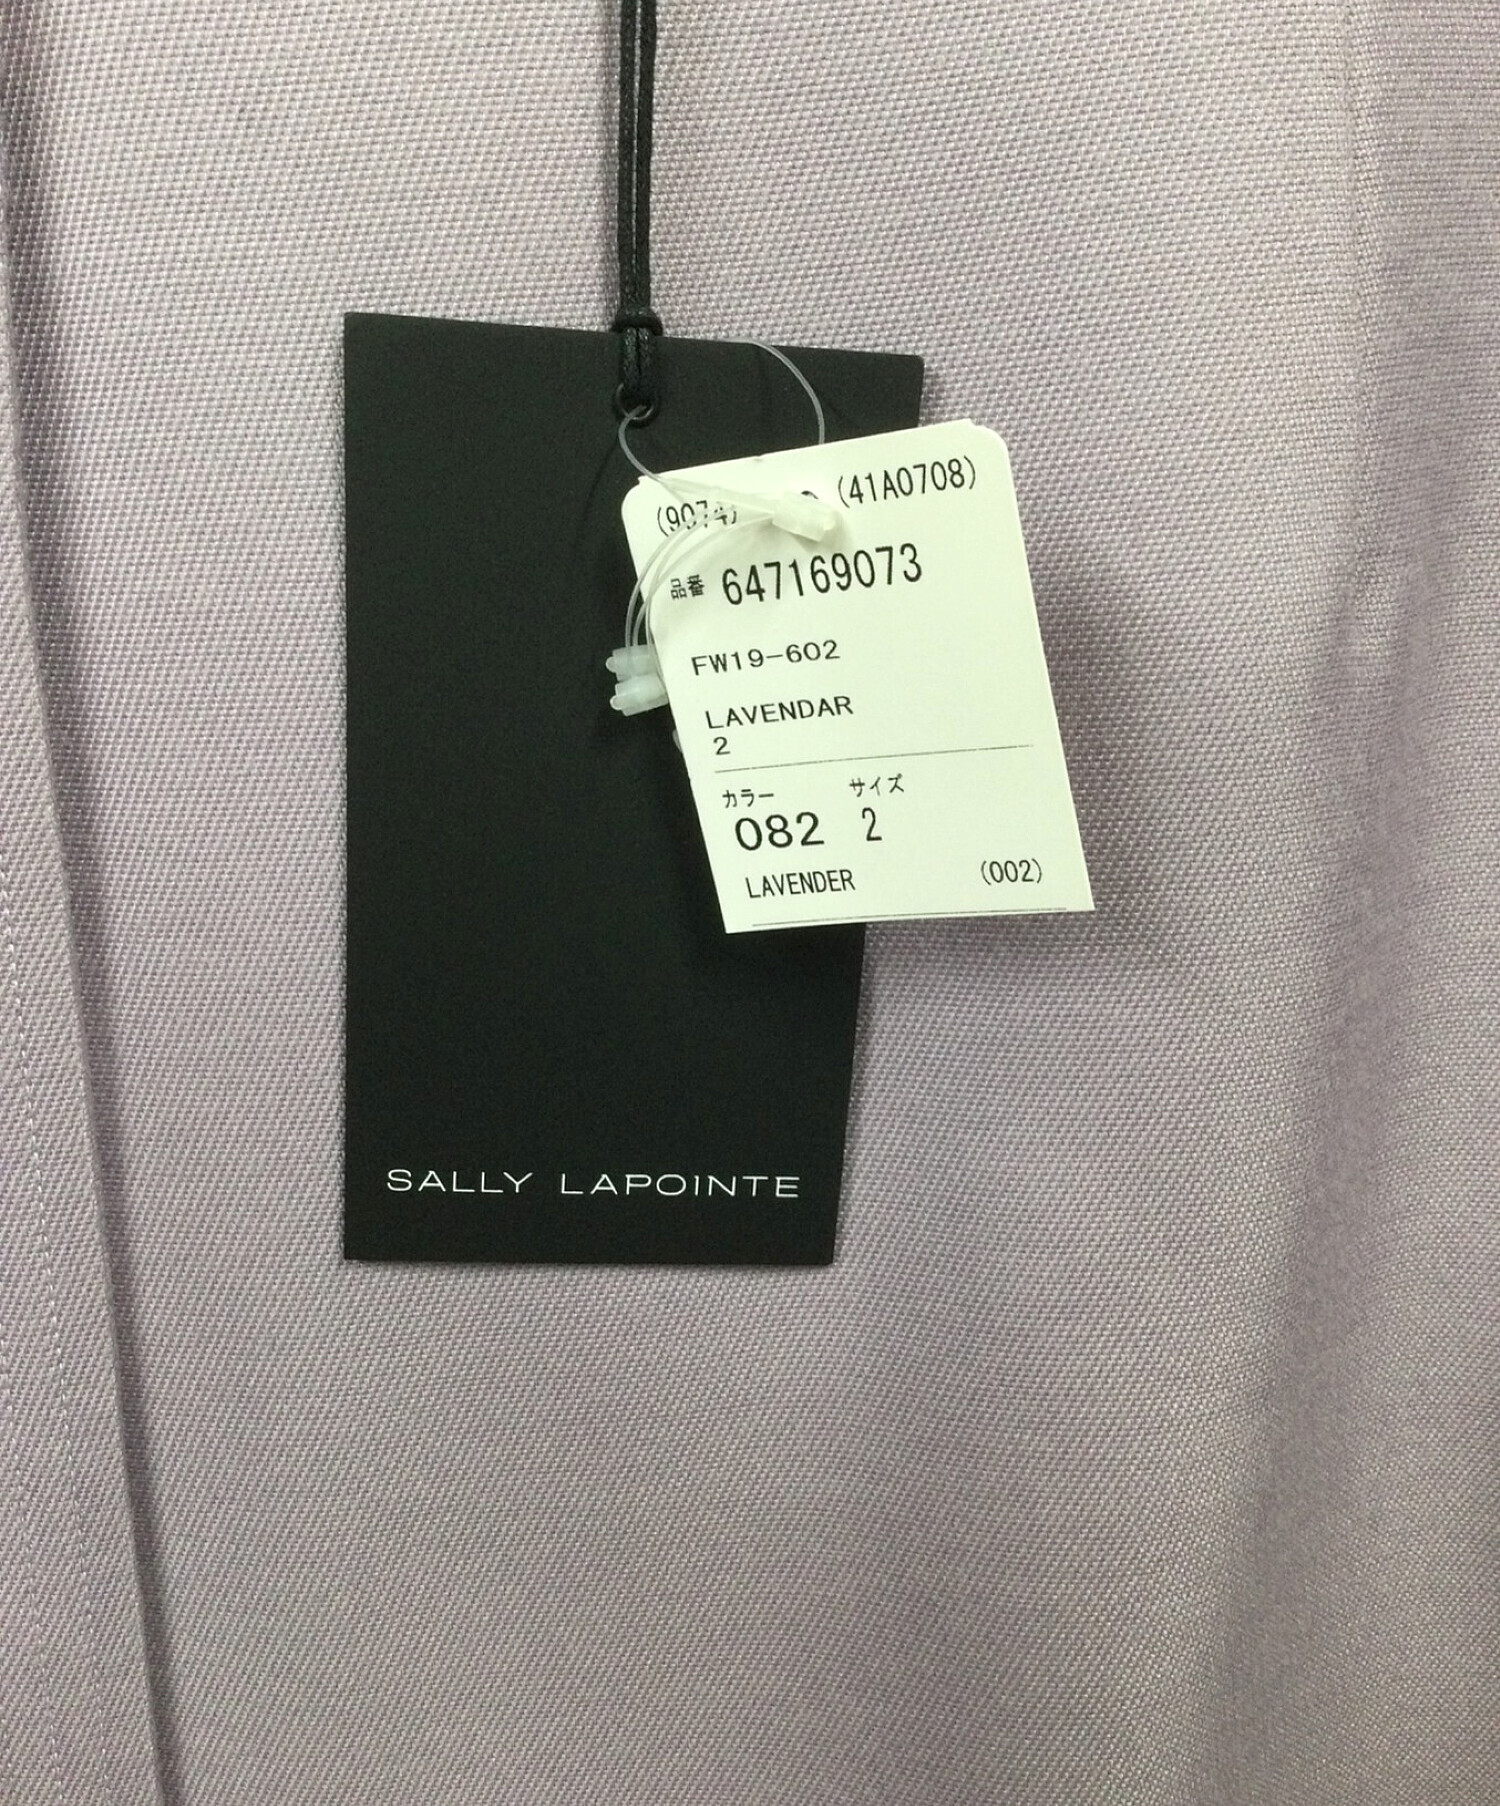 (41A0708)
品番 647169073
FW19-602
LAVENDAR
2
カラー サイズ
082 2
LAVENDER (002)
SALLY LAPOINTE